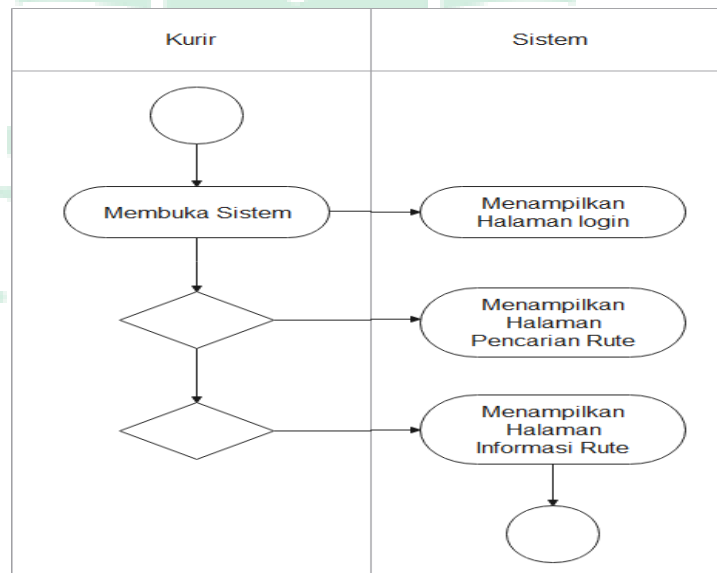 Kurir
Sistem
Membuka Sistem
Menampilkan
Halaman login
Menampilkan
Halaman
Pencarian Rute
Menampilkan
Halaman
Informasi Rute